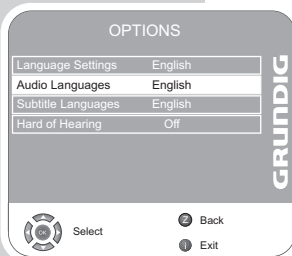 OPTIONS
Language Settings English
Audio Languages English
Subtitle Languages English
Hard of Hearing Off
GRUNDIG
OK Select
Z Back
i Exit